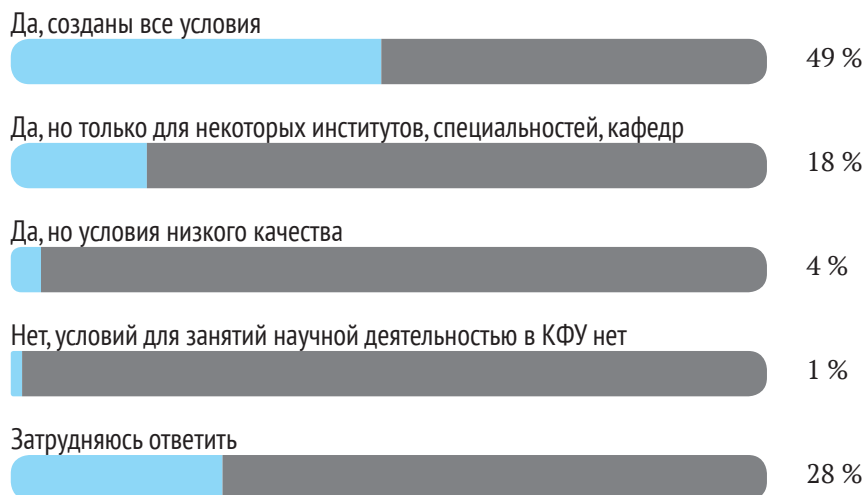 Да, созданы все условия
49 %
Да, но только для некоторых институтов, специальностей, кафедр
18 %
Да, но условия низкого качества
4 %
Нет, условий для занятий научной деятельностью в КФУ нет
1 %
Затрудняюсь ответить
28 %